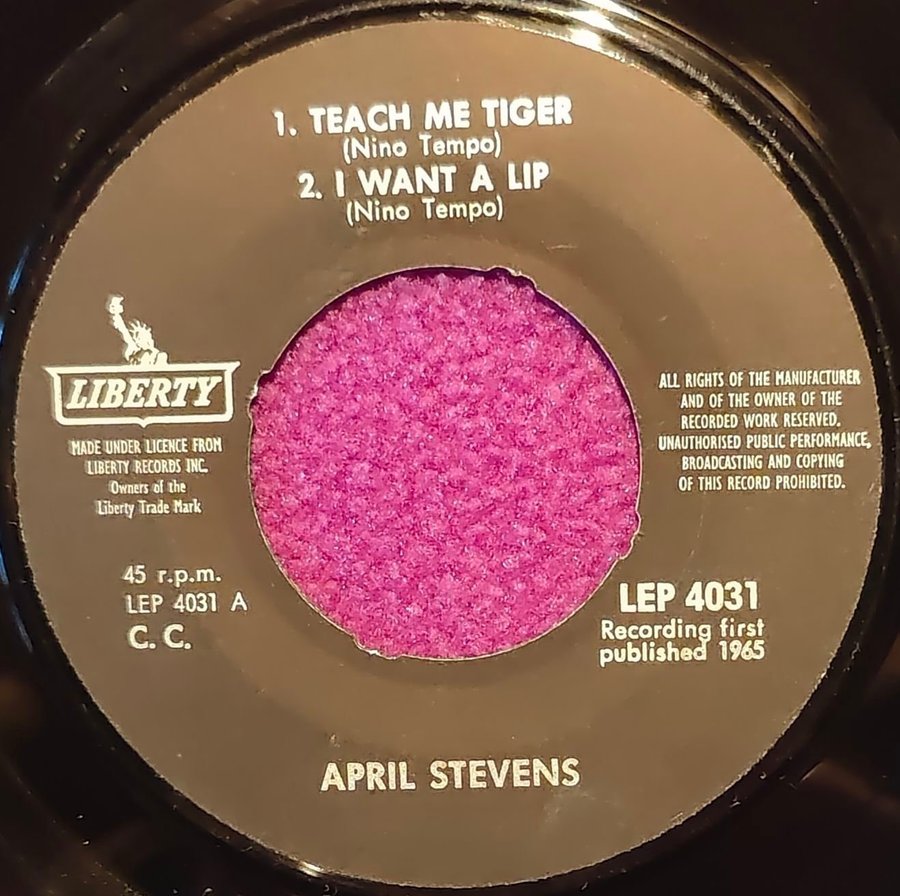 1. TEACH ME TIGER
(Nino Tempo)
2. I WANT A LIP
(Nino Tempo)
LIBERTY
MADE UNDER LICENCE FROM
LIBERTY RECORDS INC.
Owners of the
Liberty Trade Mark
ALL RIGHTS OF THE MANUFACTURER
AND OF THE OWNER OF THE
RECORDED WORK RESERVED.
UNAUTHORISED PUBLIC PERFORMANCE,
BROADCASTING AND COPYING
OF THIS RECORD PROHIBITED.
45 r.p.m.
LEP 4031 A
C. C.
LEP 4031
Recording first
published 1965
APRIL STEVENS